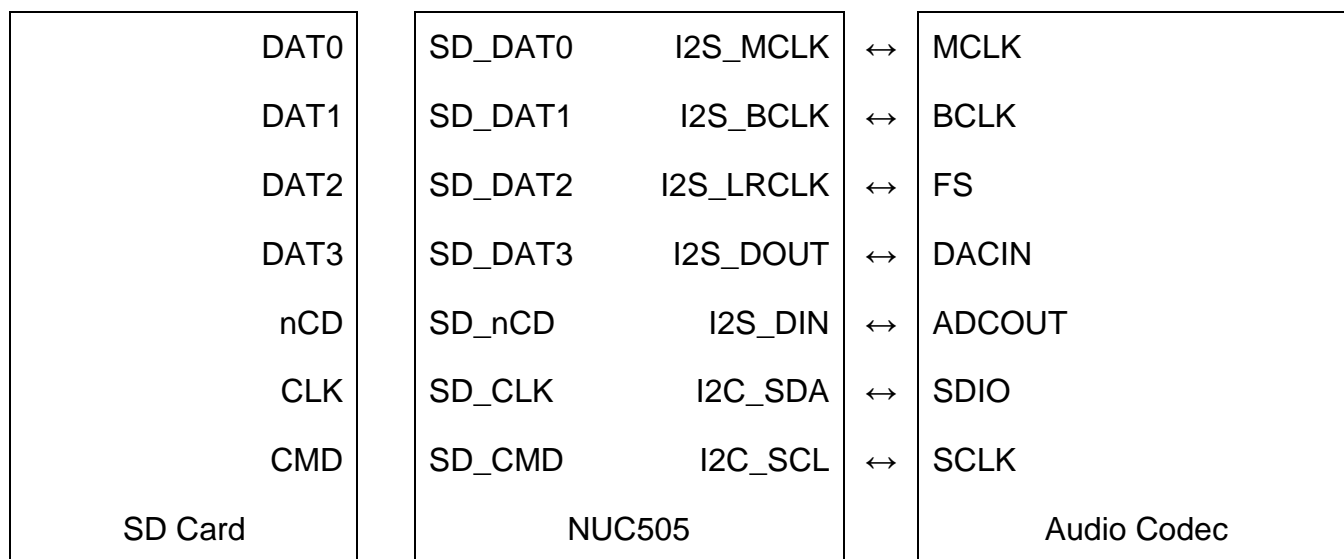 DAT0 SD_DAT0 I2S_MCLK ↔ MCLK
DAT1 SD_DAT1 I2S_BCLK ↔ BCLK
DAT2 SD_DAT2 I2S_LRCLK ↔ FS
DAT3 SD_DAT3 I2S_DOUT ↔ DACIN
nCD SD_nCD I2S_DIN ↔ ADCOUT
CLK SD_CLK I2C_SDA ↔ SDIO
CMD SD_CMD I2C_SCL ↔ SCLK
SD Card NUC505 Audio Codec